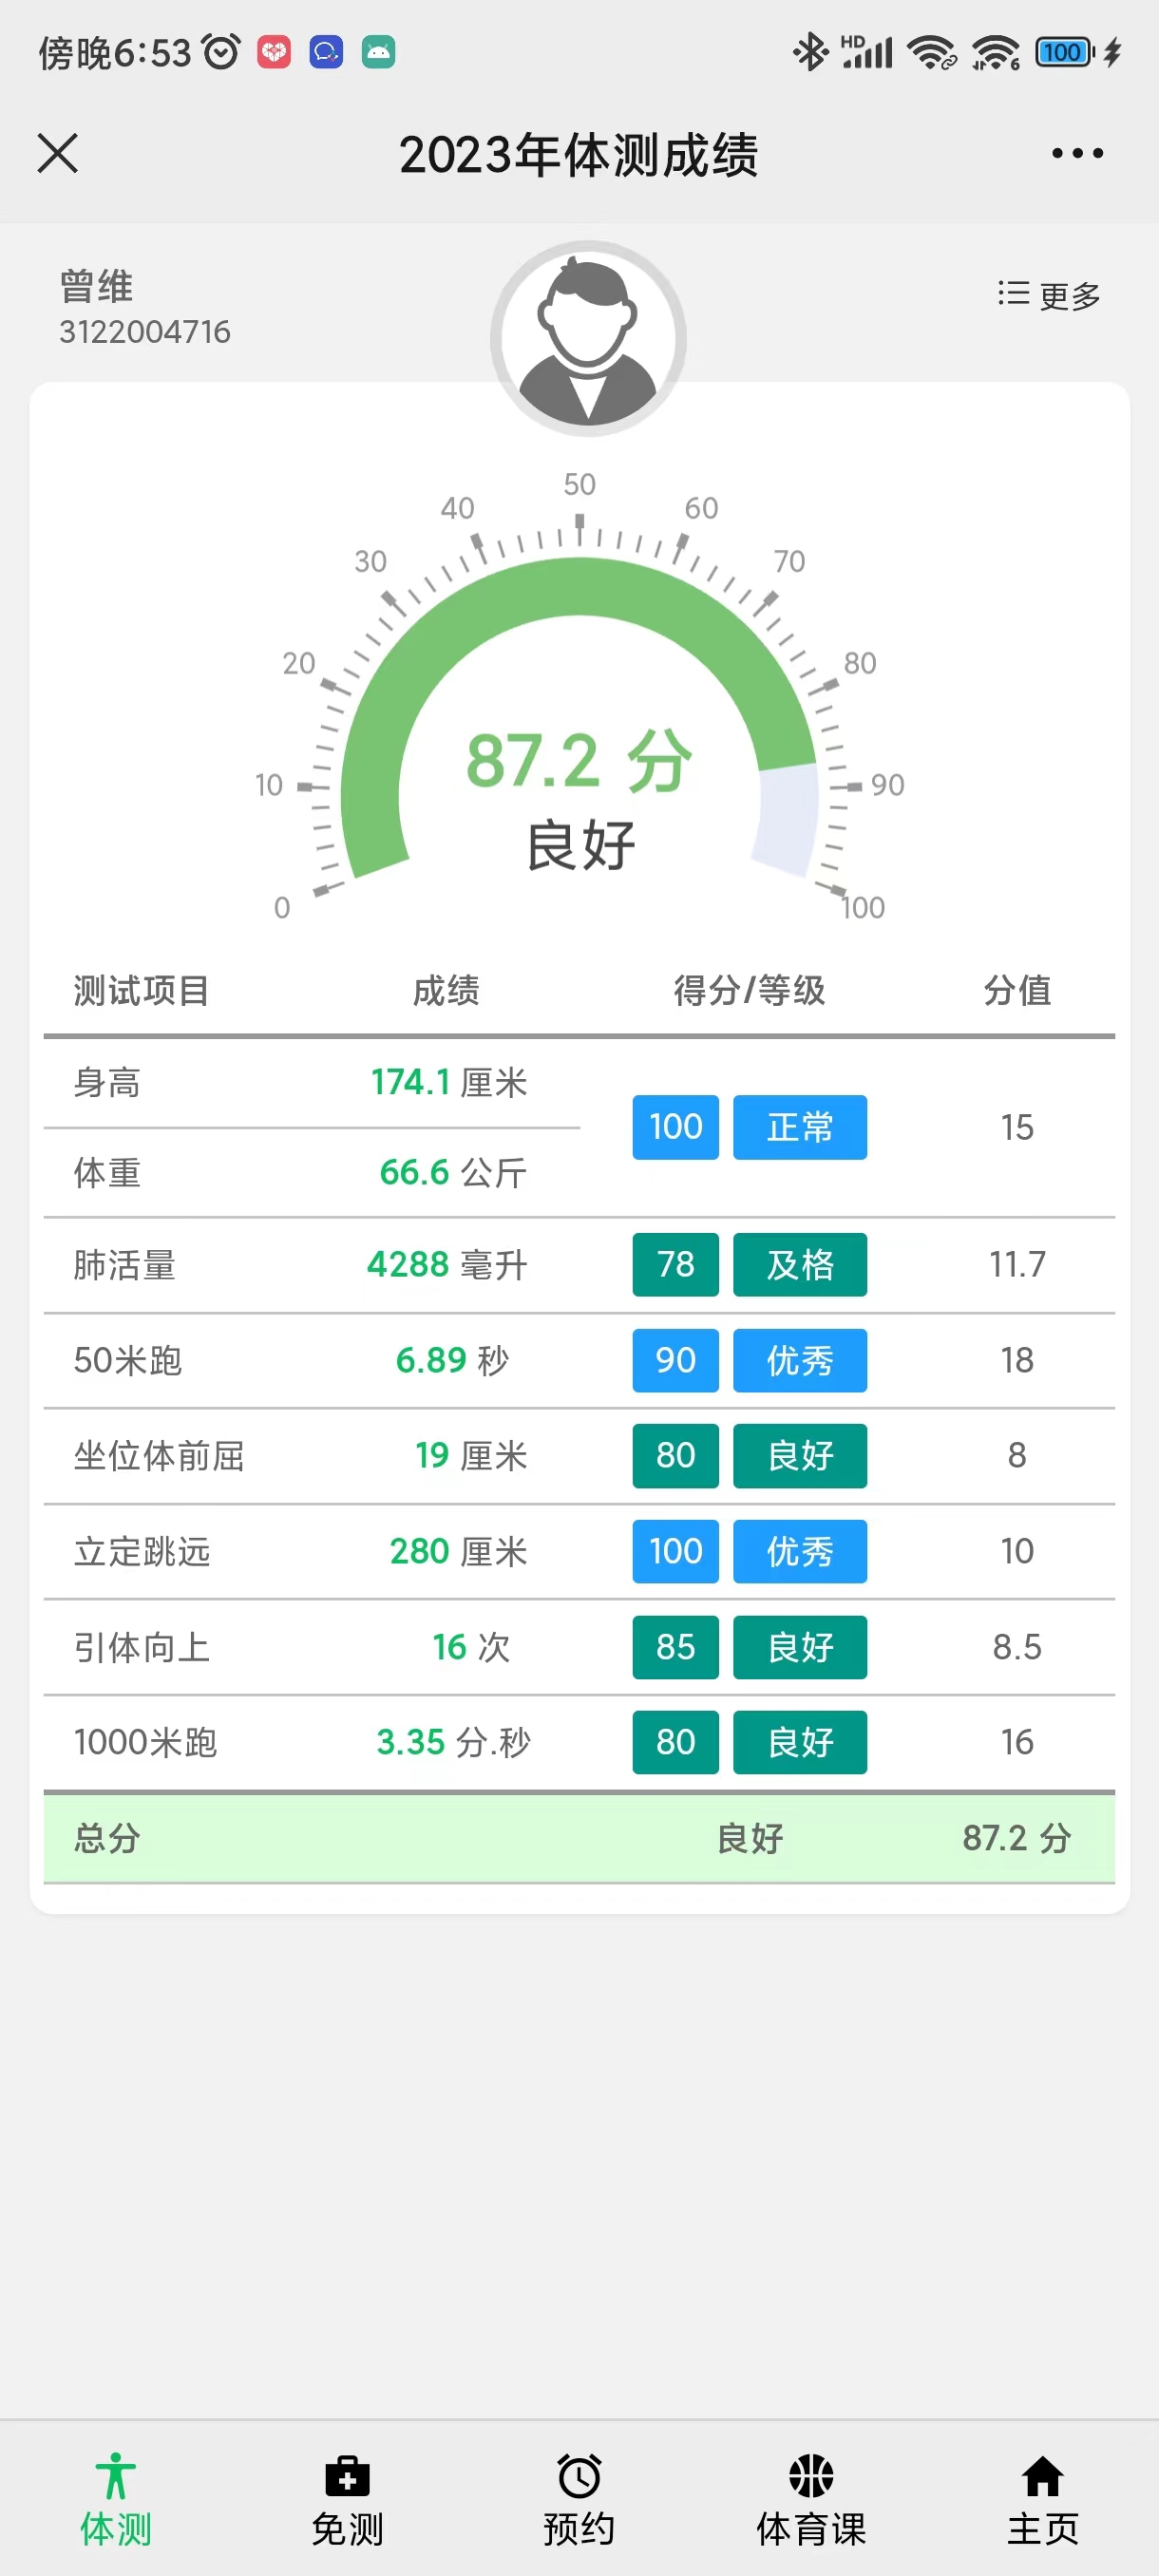 傍晚6:53
HD
6
100
2023年体测成绩
曾维
3122004716
更多
0
10
20
30
40
50
60
70
80
90
100
87.2 分
良好
测试项目 成绩 得分/等级 分值
身高 174.1 厘米
100 正常 15
体重 66.6 公斤
肺活量 4288 毫升 78 及格 11.7
50米跑 6.89 秒 90 优秀 18
坐位体前屈 19 厘米 80 良好 8
立定跳远 280 厘米 100 优秀 10
引体向上 16 次 85 良好 8.5
1000米跑 3.35 分.秒 80 良好 16
总分 良好 87.2 分
体测 免测 预约 体育课 主页